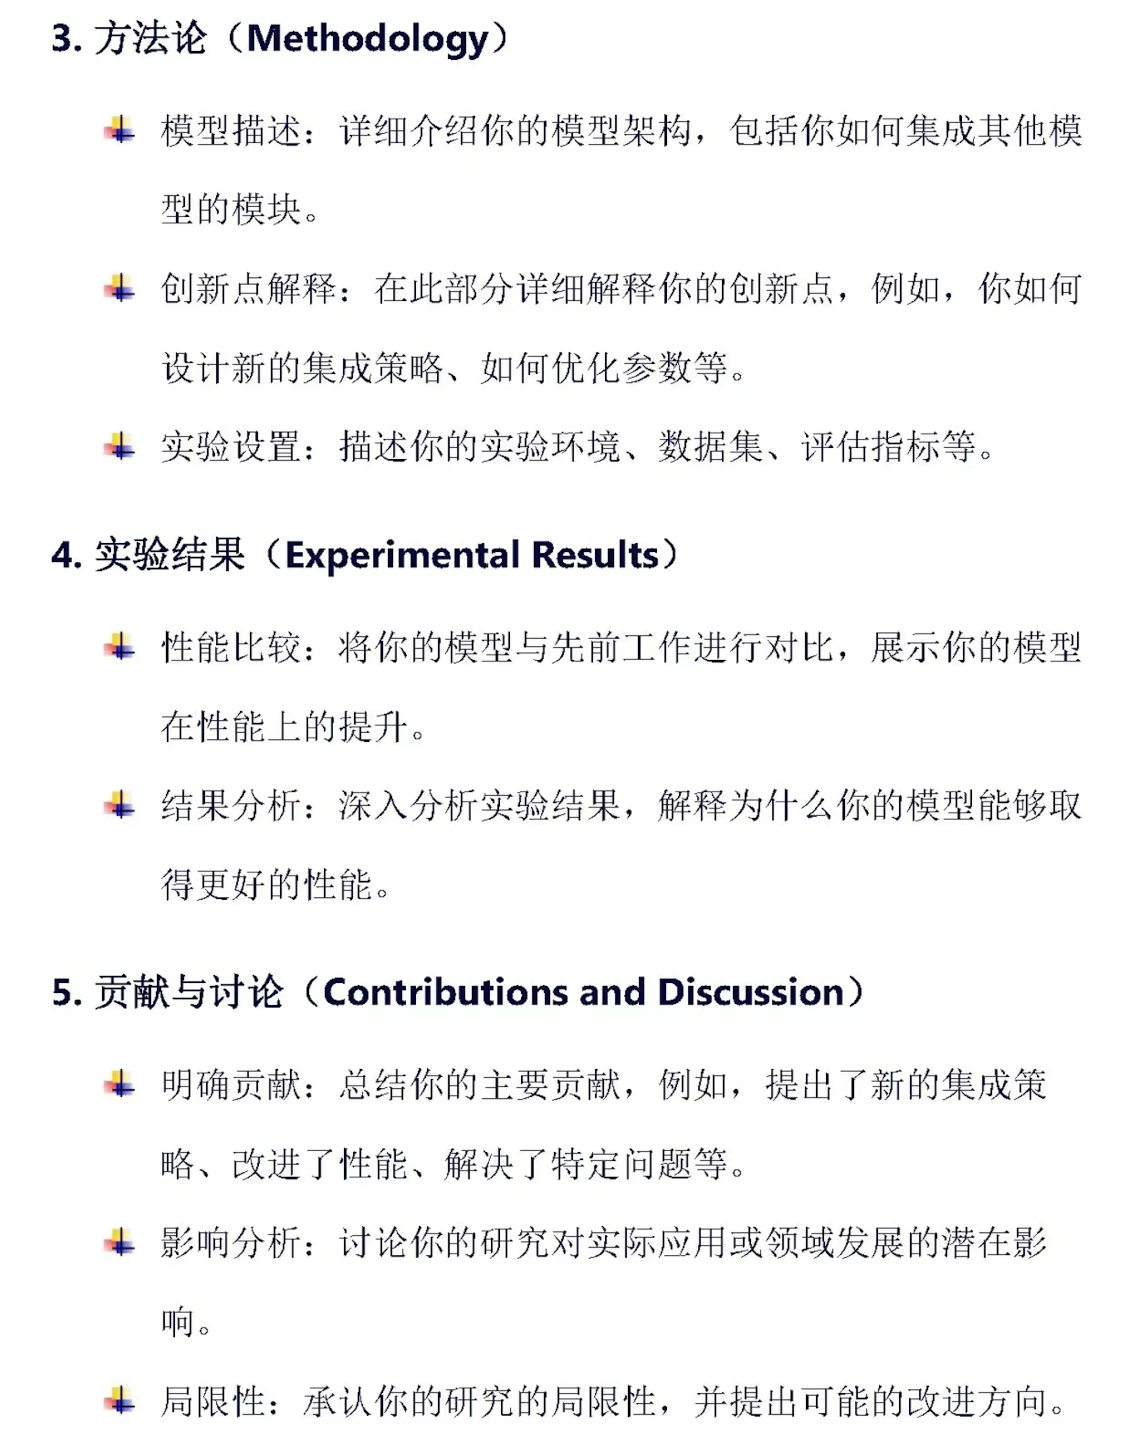 3. 方法论（Methodology）
模型描述：详细介绍你的模型架构，包括你如何集成其他模
型的模块。
创新点解释：在此部分详细解释你的创新点，例如，你如何
设计新的集成策略、如何优化参数等。
实验设置：描述你的实验环境、数据集、评估指标等。
4. 实验结果（Experimental Results）
性能比较：将你的模型与先前工作进行对比，展示你的模型
在性能上的提升。
结果分析：深入分析实验结果，解释为什么你的模型能够取
得更好的性能。
5. 贡献与讨论（Contributions and Discussion）
明确贡献：总结你的主要贡献，例如，提出了新的集成策
略、改进了性能、解决了特定问题等。
影响分析：讨论你的研究对实际应用或领域发展的潜在影
响。
局限性：承认你的研究的局限性，并提出可能的改进方向。